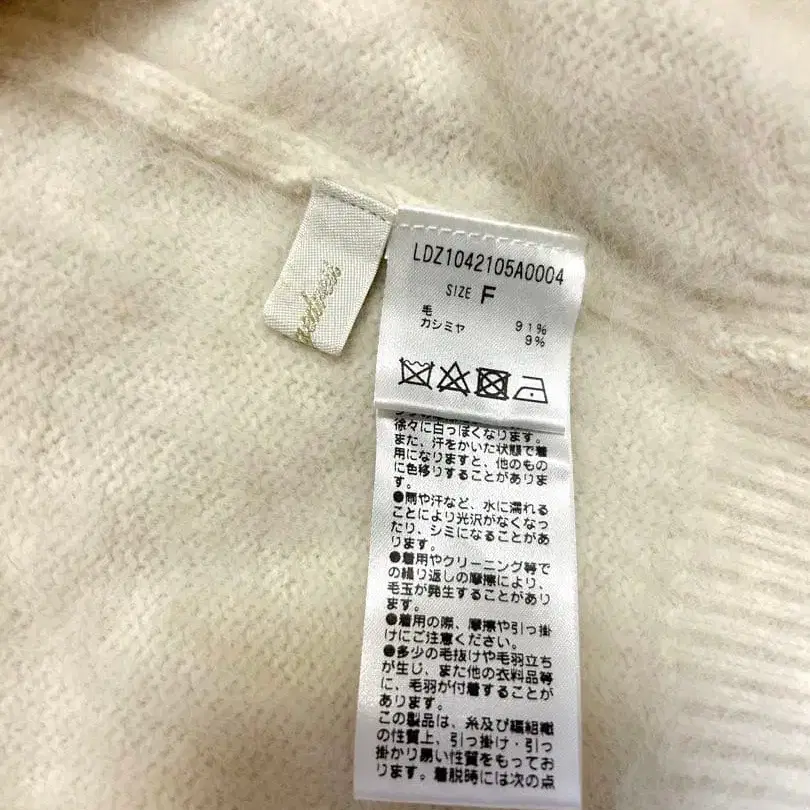 LDZ1042105A0004
SIZE F
毛 91%
カシミヤ 9%
徐々に白っぽくなります。
また、汗をかいた状態で着
用になりますと、他のもの
に色移りすることがありま
す。
●雨や汗など、水に濡れる
ことにより光沢がなくなっ
たり、シミになることがあ
ります。
●着用やクリーニング等で
の繰り返しの摩擦により、
毛玉が発生することがあり
ます。
●着用の際、摩擦や引っ掛
けにご注意ください。
●多少の毛抜けや毛羽立ち
が生じ、また他の衣料品等
に、毛羽が付着することが
あります。
この製品は、糸及び編組織
の性質上、引っ掛け・引っ
掛かり易い性質をもってお
ります。着脱時には次の点